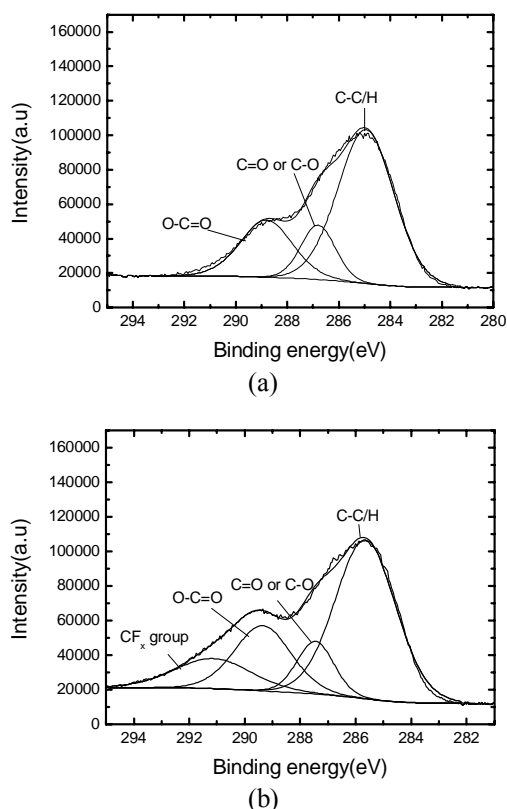 160000
140000
120000
100000
80000
60000
40000
20000
0
Intensity(a.u)
C-C/H
C=O or C-O
O-C=O
294 292 290 288 286 284 282 280
Binding energy(eV)
(a)
160000
140000
120000
100000
80000
60000
40000
20000
0
Intensity(a.u)
C-C/H
C=O or C-O
O-C=O
CFₓ group
294 292 290 288 286 284 282
Binding energy(eV)
(b)